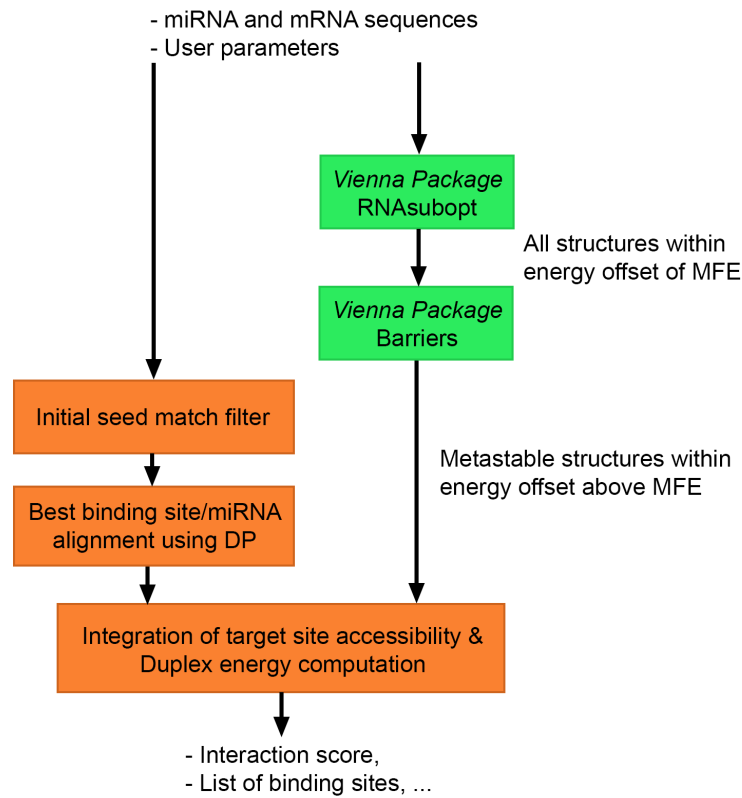 - miRNA and mRNA sequences
- User parameters
Vienna Package
RNAsubopt
All structures within
energy offset of MFE
Vienna Package
Barriers
Initial seed match filter
Metastable structures within
energy offset above MFE
Best binding site/miRNA
alignment using DP
Integration of target site accessibility &
Duplex energy computation
- Interaction score,
- List of binding sites, ...